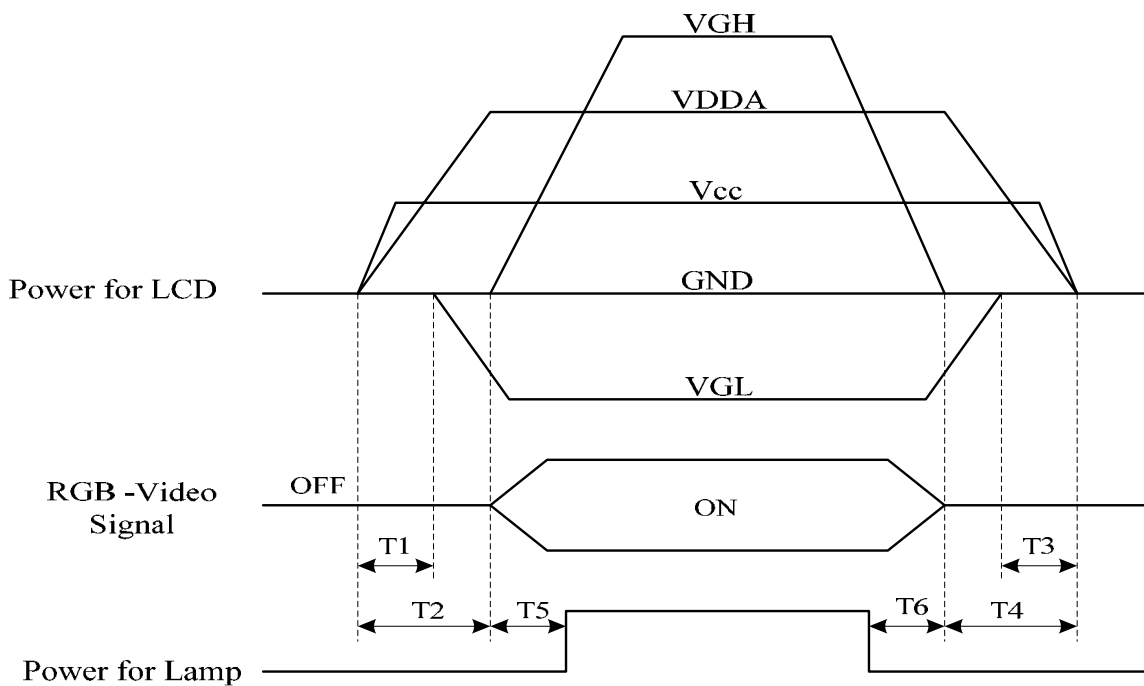 VGH
VDDA
Vcc
Power for LCD
GND
VGL
RGB -Video
Signal
OFF
ON
T1
T3
T2
T5
T6
T4
Power for Lamp